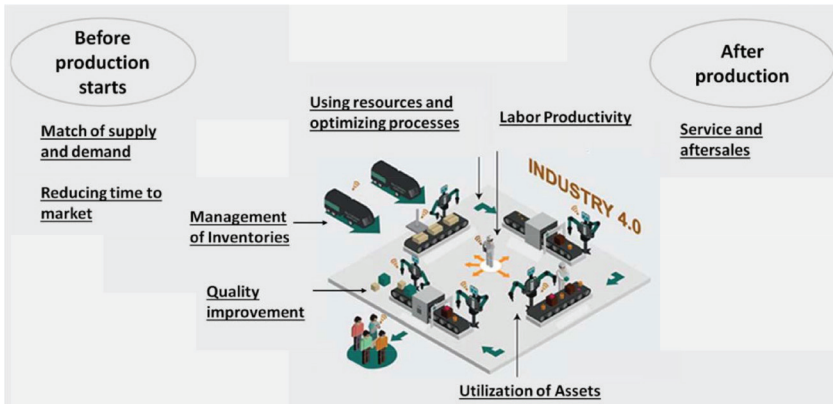 Before
production
starts
After
production
Match of supply
and demand
Reducing time to
market
Using resources and
optimizing processes
Labor Productivity
Service and
aftersales
INDUSTRY 4.0
Management
of Inventories
Quality
improvement
Utilization of Assets